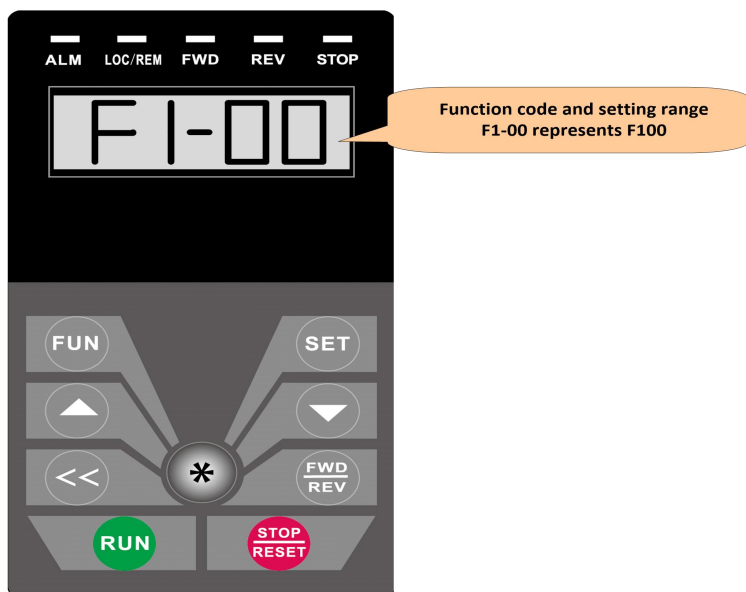 ALM LOC/REM FWD REV STOP
F1-00
Function code and setting range
F1-00 represents F100
FUN SET
<< * FWD
REV
RUN STOP
RESET